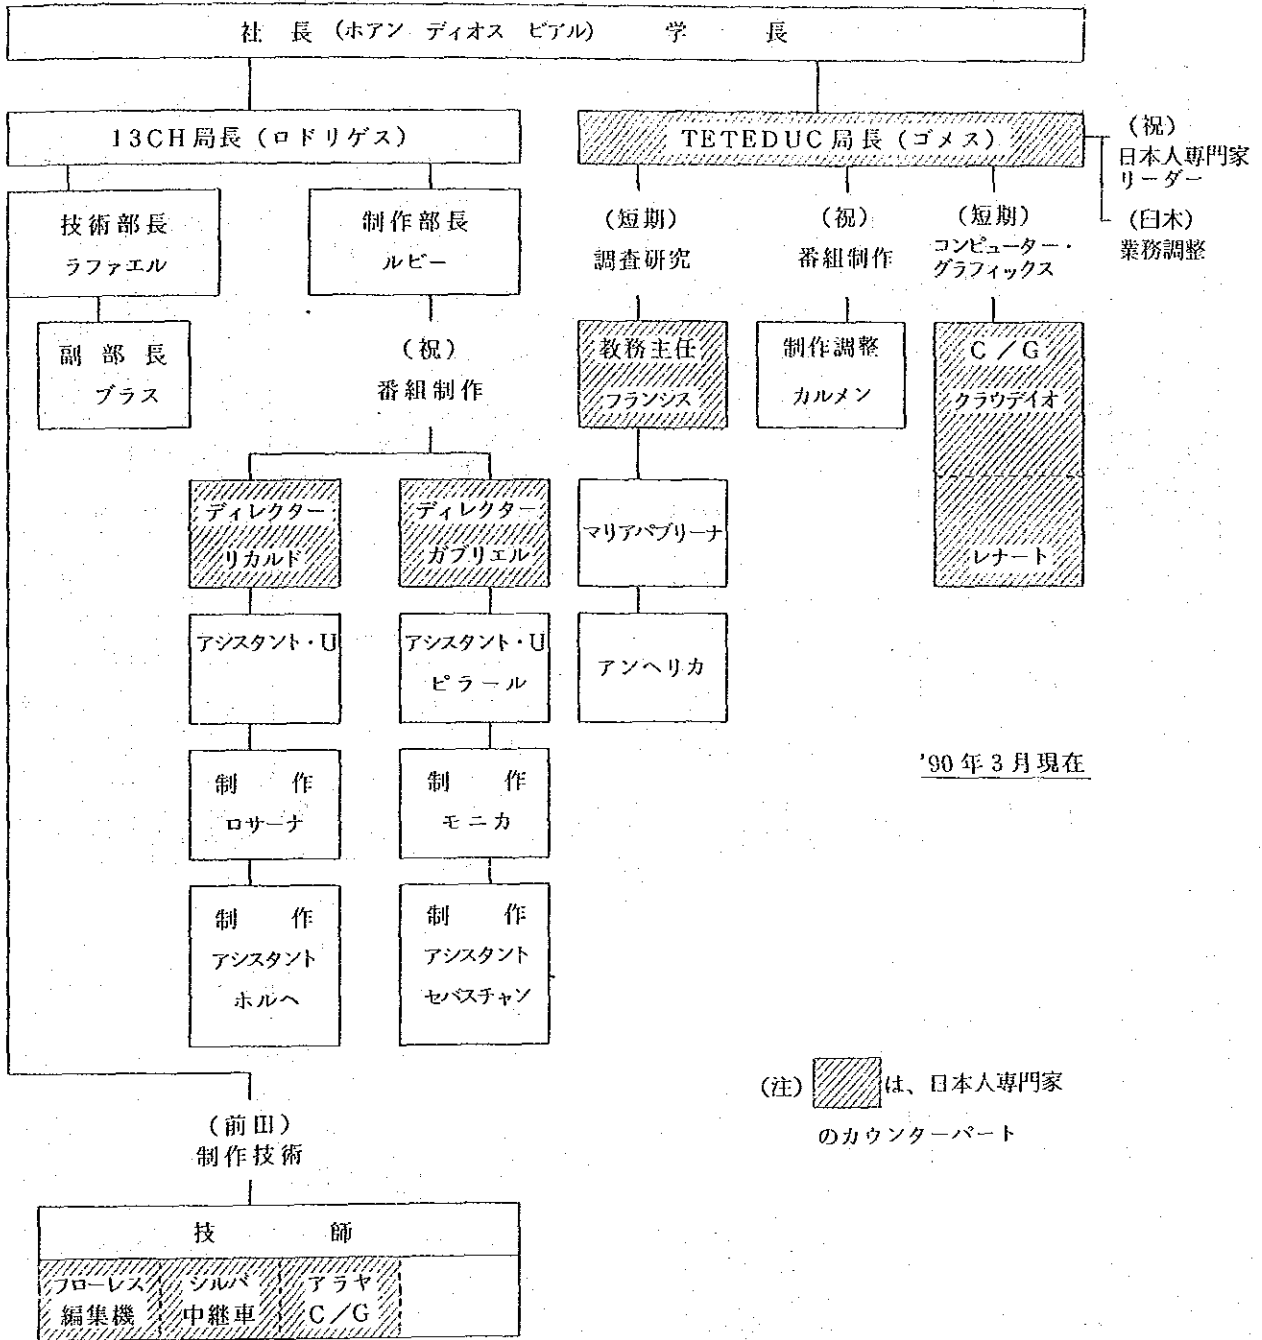 社長(ホアン ディオス ビアル) 学長
13CH局長(ロドリゲス)
TETEDUC局長(ゴメス)
(祝)
日本人専門家
リーダー
(臼木)
業務調整
技術部長
ラファエル
制作部長
ルビー
(短期)
調査研究
(祝)
番組制作
(短期)
コンピューター・
グラフィックス
副部長
ブラス
(祝)
番組制作
教務主任
フランシス
制作調整
カルメン
C/G
クラウデイオ
レナート
ディレクター
リカルド
ディレクター
ガブリエル
マリアパブリーナ
アシスタント・U
アシスタント・U
ピラール
アンヘリカ
制作
ロサーナ
制作
モニカ
'90年3月現在
制作
アシスタント
ホルヘ
制作
アシスタント
セバスチャン
(注) は、日本人専門家
のカウンターパート
(前田)
制作技術
技師
フローレス
編集機
シルバ
中継車
アラヤ
C/G